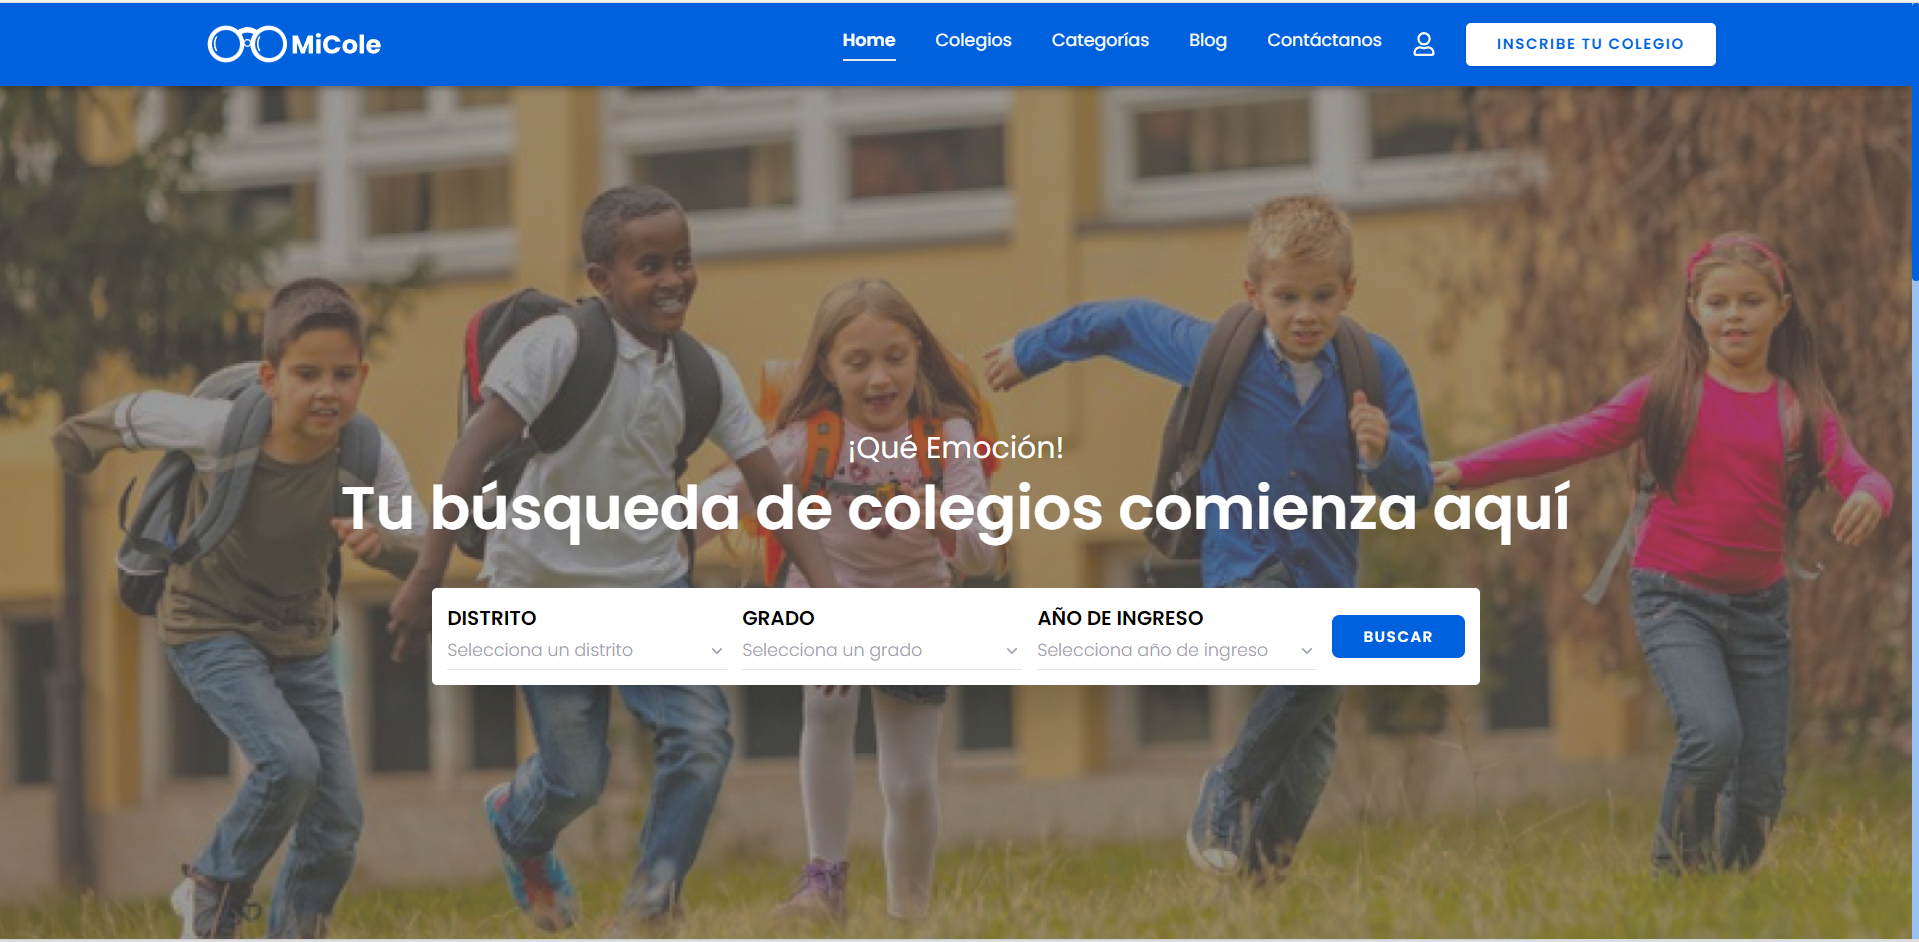 MiCole
Home Colegios Categorías Blog Contáctanos INSCRIBE TU COLEGIO
¡Qué Emoción!
Tu búsqueda de colegios comienza aquí
DISTRITO GRADO AÑO DE INGRESO
Selecciona un distrito Selecciona un grado Selecciona año de ingreso
BUSCAR